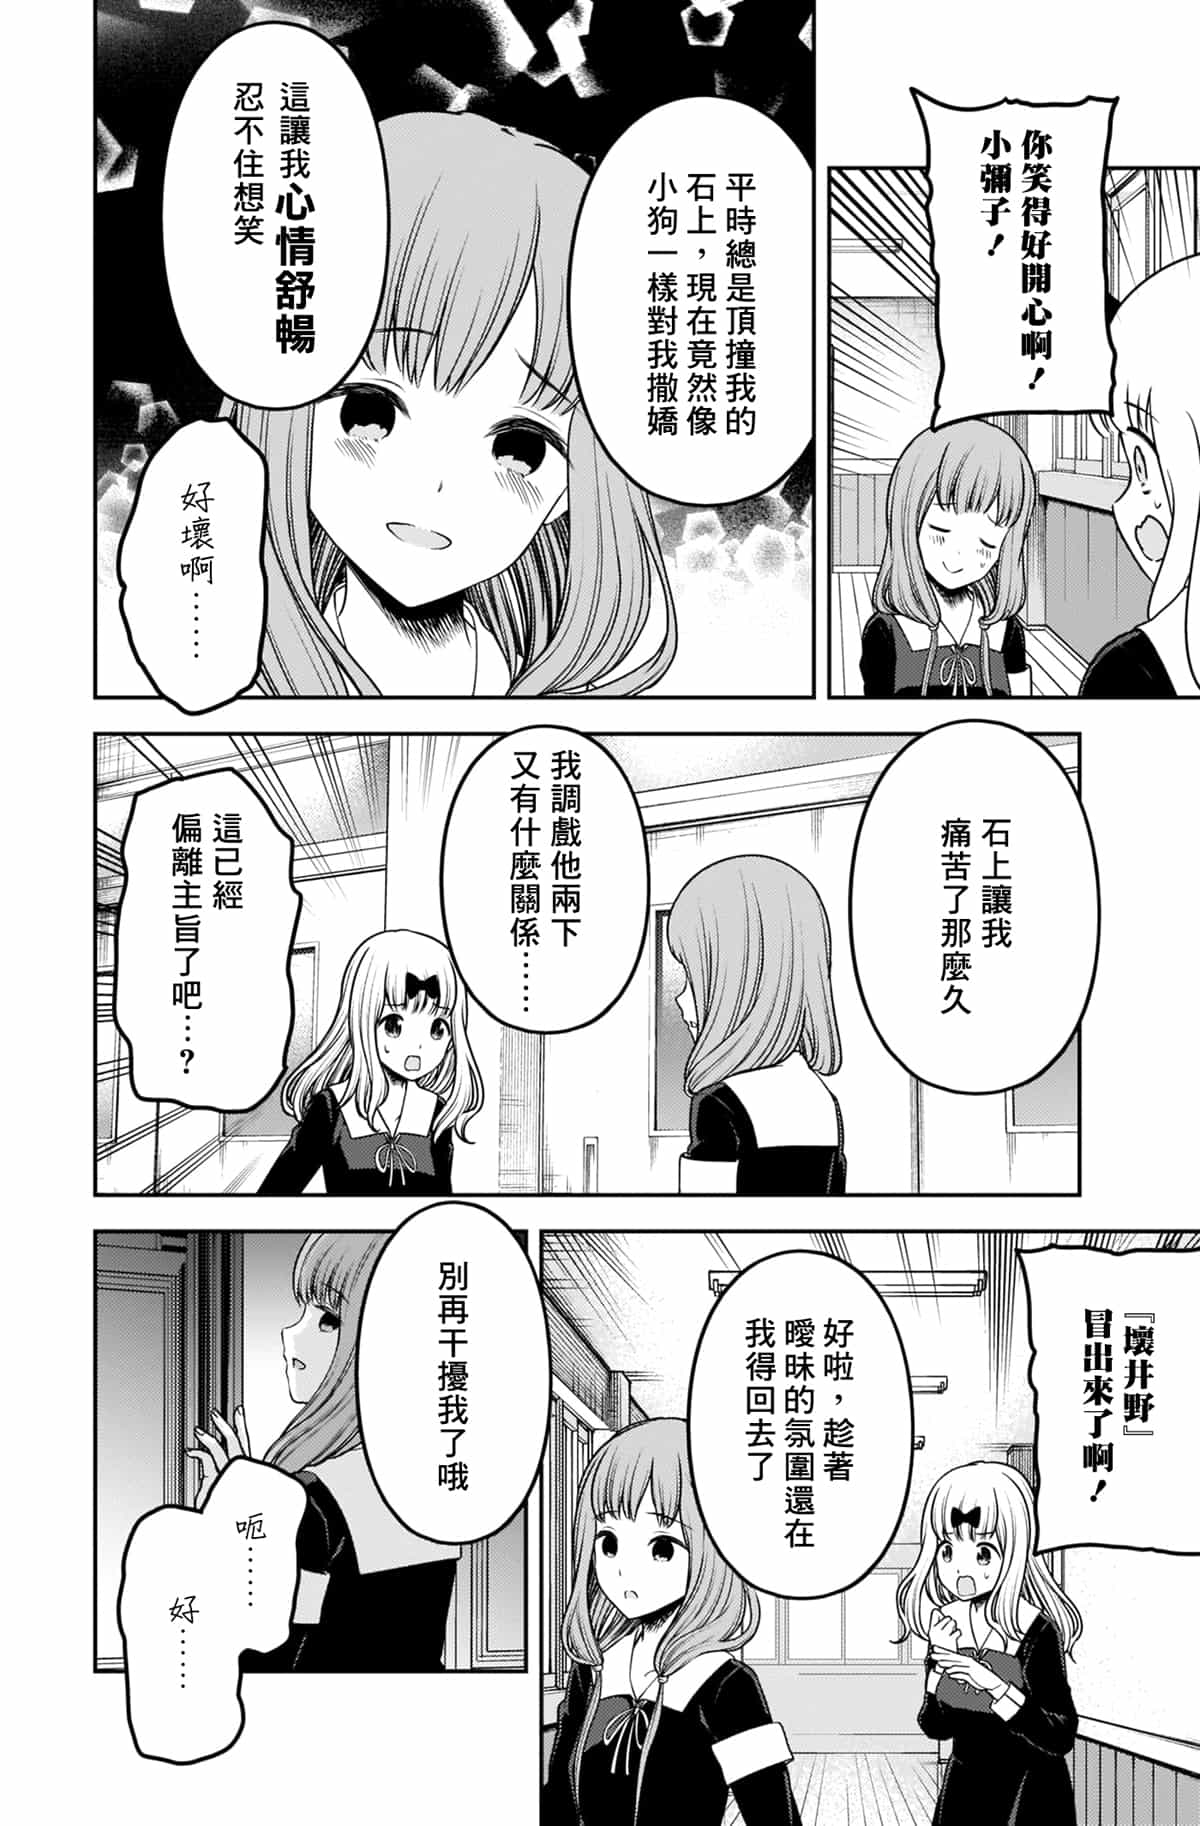 你笑得好開心啊！
小彌子！
平時總是頂撞我的
石上，現在竟然像
小狗一樣對我撒嬌
這讓我心情舒暢
忍不住想笑
好壞啊……
石上讓我
痛苦了那麼久
我調戲他兩下
又有什麼關係……
這已經
偏離主旨了吧…？
『壞井野』
冒出來了啊！
好啦，趁著
曖昧的氛圍還在
我得回去了
別再干擾我了哦
呃……
好……